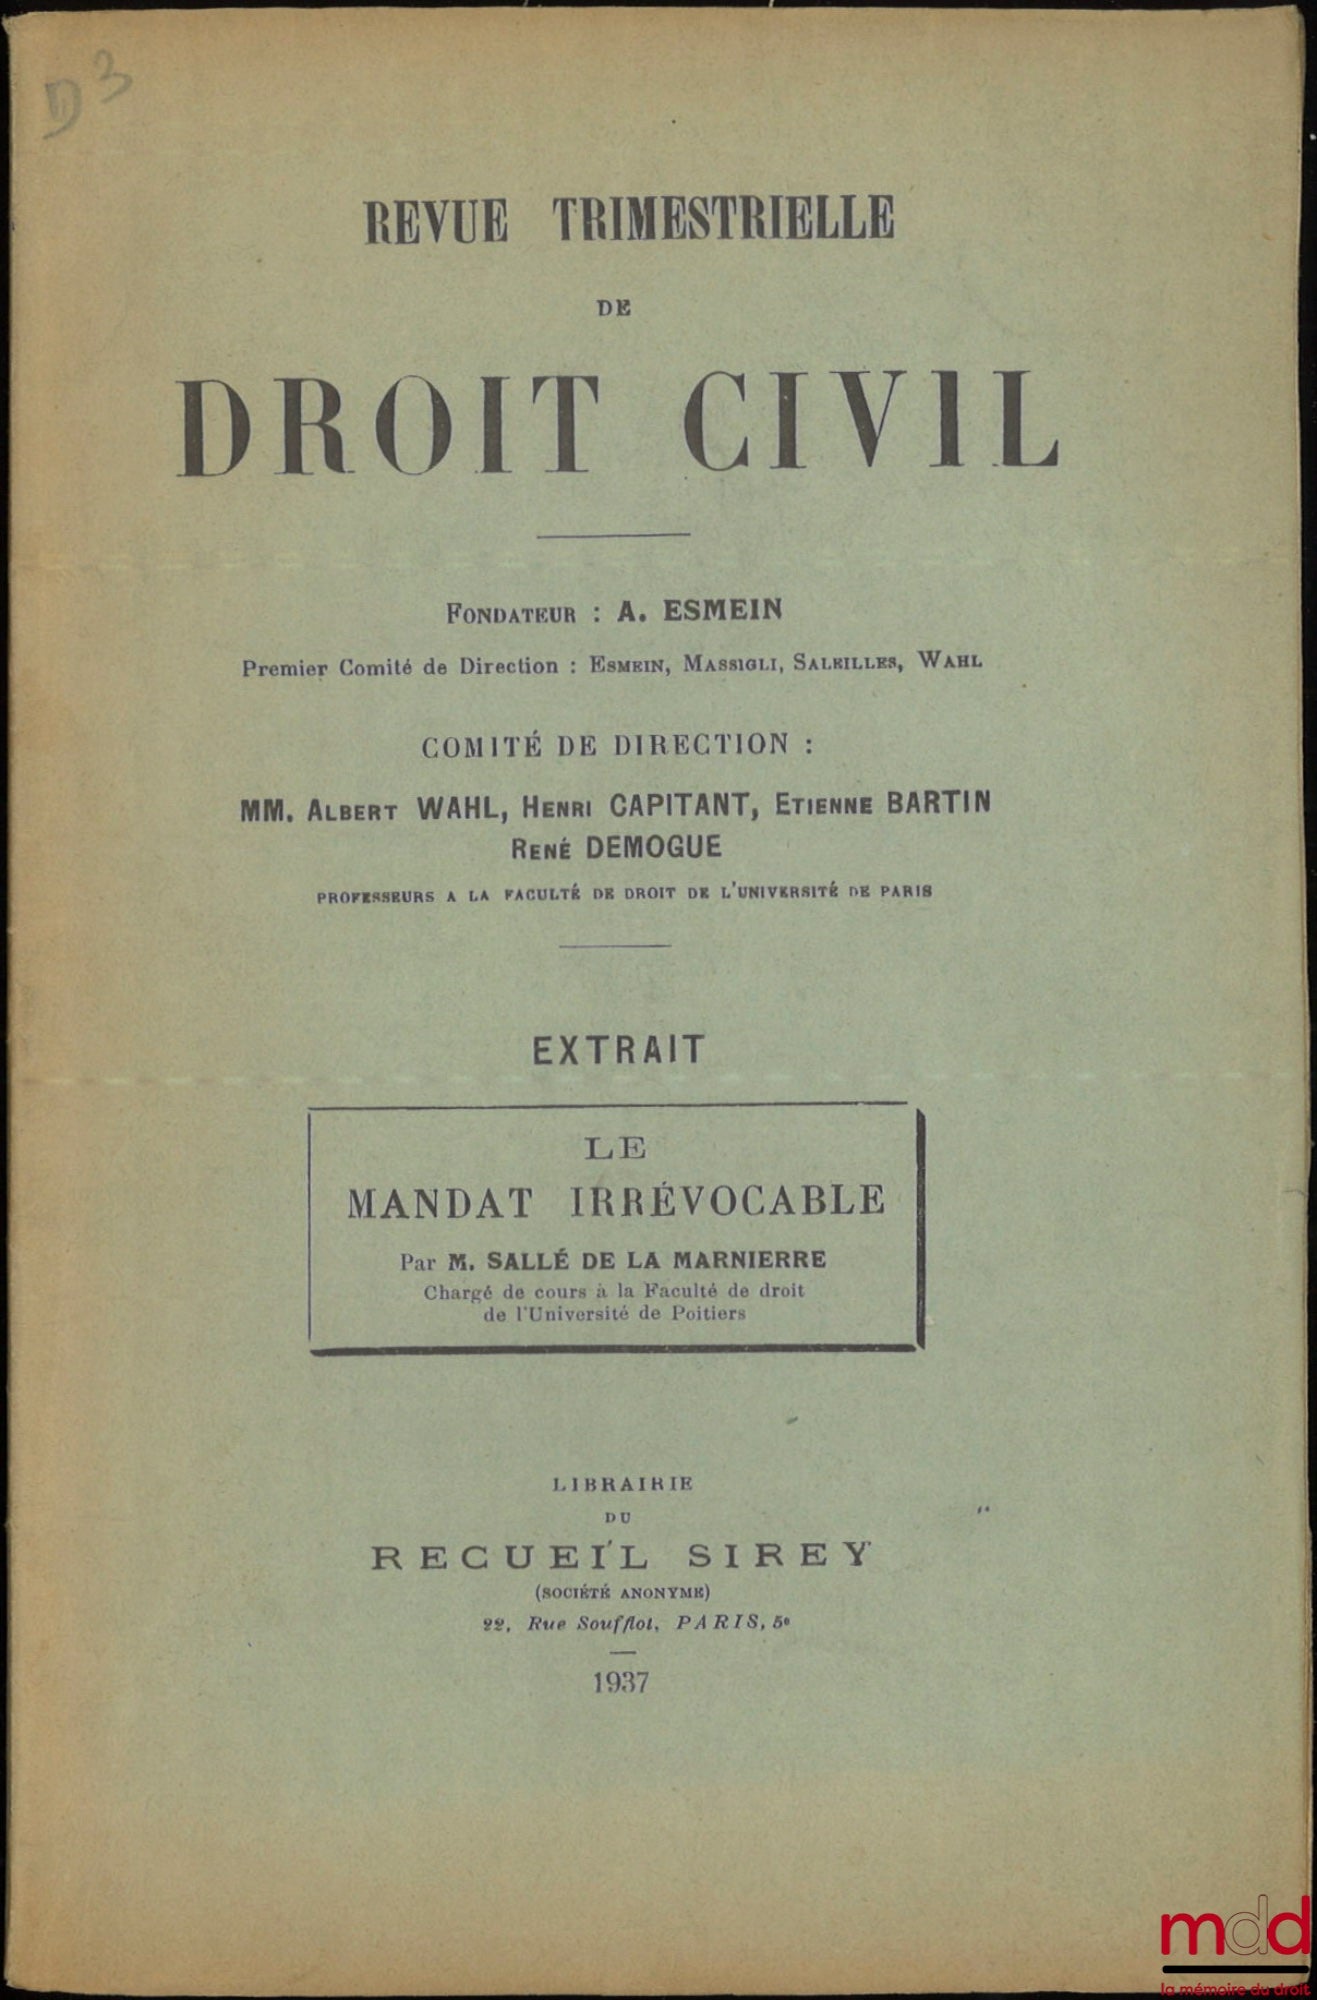 D3
REVUE TRIMESTRIELLE
DE
DROIT CIVIL
FONDATEUR : A. ESMEIN
Premier Comité de Direction : ESMEIN, MASSIGLI, SALEILLES, WAHL
COMITÉ DE DIRECTION :
MM. ALBERT WAHL, HENRI CAPITANT, ETIENNE BARTIN
RENÉ DEMOGUE
PROFESSEURS A LA FACULTÉ DE DROIT DE L'UNIVERSITÉ DE PARIS
EXTRAIT
LE
MANDAT IRRÉVOCABLE
Par M. SALLÉ DE LA MARNIERRE
Chargé de cours à la Faculté de droit
de l'Université de Poitiers
LIBRAIRIE
DU
RECUEIL SIREY
(SOCIÉTÉ ANONYME)
22, Rue Soufflot, PARIS, 5e
1937
mdd
la mémoire du droit